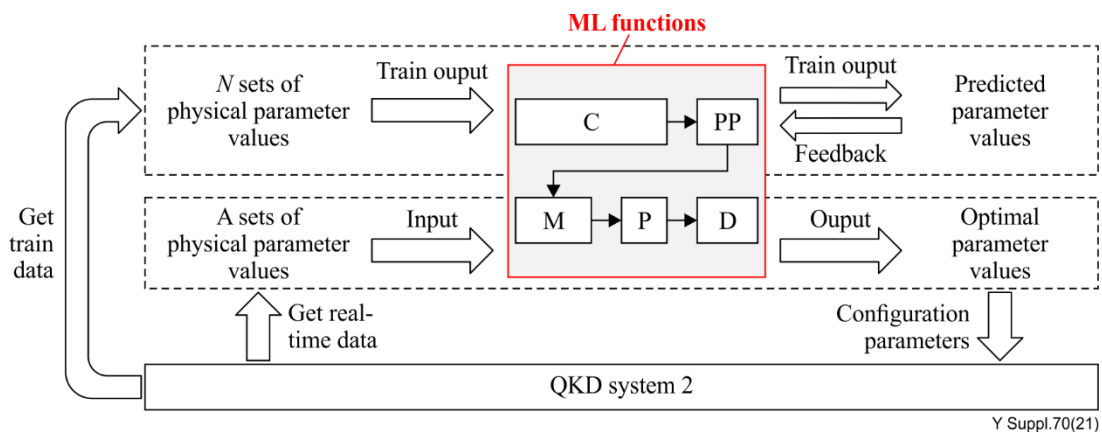 ML functions
N sets of
physical parameter
values
Train ouput
C
PP
Train ouput
Feedback
Predicted
parameter
values
Get
train
data
A sets of
physical parameter
values
Input
M
P
D
Ouput
Optimal
parameter
values
Get real-
time data
Configuration
parameters
QKD system 2
Y Suppl.70(21)